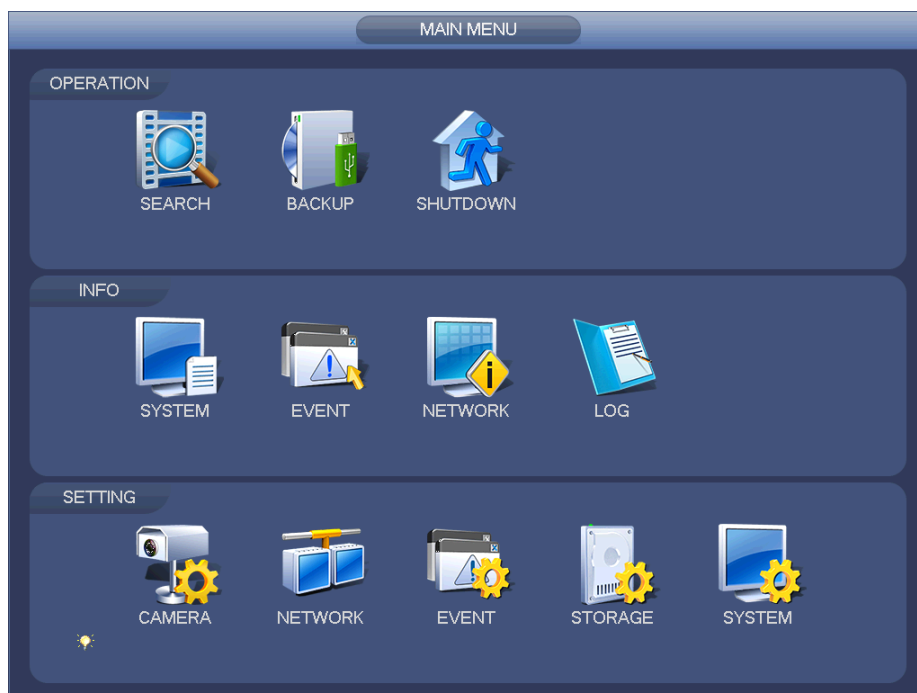 MAIN MENU
OPERATION
SEARCH BACKUP SHUTDOWN
INFO
SYSTEM EVENT NETWORK LOG
SETTING
CAMERA NETWORK EVENT STORAGE SYSTEM